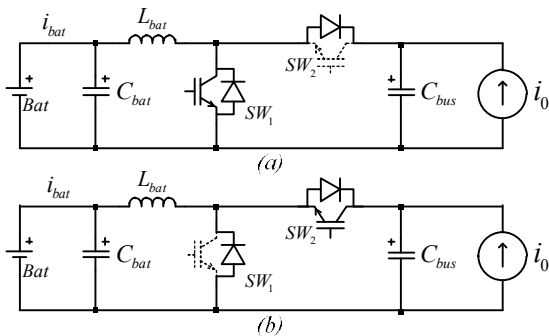 i_bat
L_bat
SW_2
Bat
C_bat
SW_1
C_bus
i_0
(a)
i_bat
L_bat
SW_2
Bat
C_bat
SW_1
C_bus
i_0
(b)